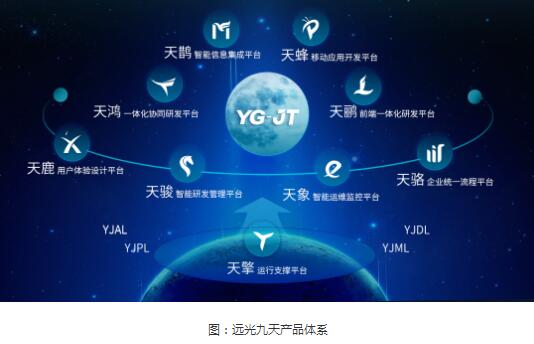 天鹊 智能信息集成平台
天蜂 移动应用开发平台
天鸿 一体化协同研发平台
YG-JT
天鹏 前端一体化研发平台
天鹿 用户体验设计平台
天骏 智能研发管理平台
天象 智能运维监控平台
天骆 企业统一流程平台
YJAL
YJDL
YJPL
YJML
天擎 运行支撑平台
图：远光九天产品体系